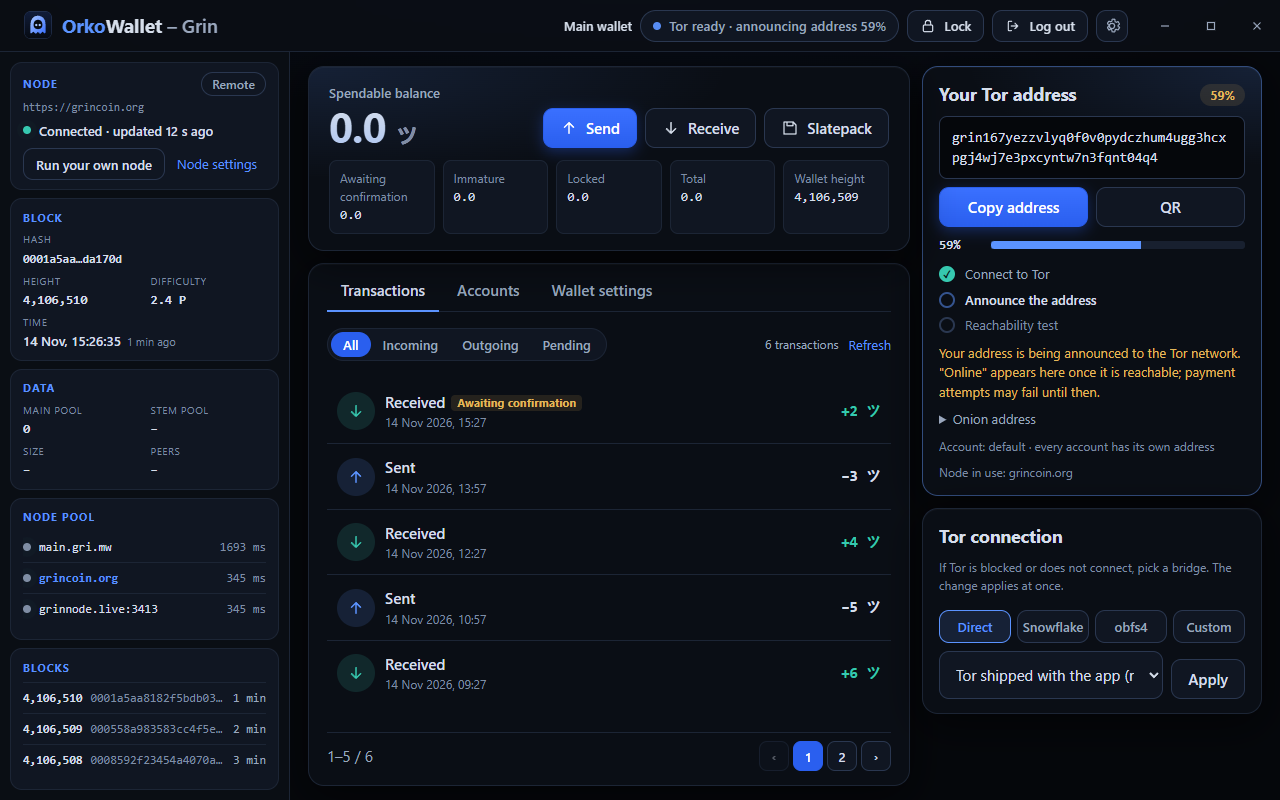 OrkoWallet – Grin
Main wallet
Tor ready · announcing address 59%
Lock
Log out
NODE
Remote
https://grincoin.org
Connected · updated 12 s ago
Run your own node
Node settings
BLOCK
HASH
0001a5aa…da170d
HEIGHT
DIFFICULTY
4,106,510
2.4 P
TIME
14 Nov, 15:26:35 1 min ago
DATA
MAIN POOL
STEM POOL
0
–
SIZE
PEERS
–
–
NODE POOL
main.gri.mw 1693 ms
grincoin.org 345 ms
grinnode.live:3413 345 ms
BLOCKS
4,106,510 0001a5aa8182f5bdb03… 1 min
4,106,509 000558a983583cc4f5e… 2 min
4,106,508 0008592f23454a4070a… 3 min
Spendable balance
0.0 ツ
Send
Receive
Slatepack
Awaiting confirmation
0.0
Immature
0.0
Locked
0.0
Total
0.0
Wallet height
4,106,509
Transactions
Accounts
Wallet settings
All
Incoming
Outgoing
Pending
6 transactions
Refresh
Received Awaiting confirmation
14 Nov 2026, 15:27
+2 ツ
Sent
14 Nov 2026, 13:57
−3 ツ
Received
14 Nov 2026, 12:27
+4 ツ
Sent
14 Nov 2026, 10:57
−5 ツ
Received
14 Nov 2026, 09:27
+6 ツ
1–5 / 6
‹
1
2
›
Your Tor address
59%
grin167yezzvlyq0f0v0pydczhum4ugg3hcx
pgj4wj7e3pxcyntw7n3fqnt04q4
Copy address
QR
59%
Connect to Tor
Announce the address
Reachability test
Your address is being announced to the Tor network.
"Online" appears here once it is reachable; payment
attempts may fail until then.
Onion address
Account: default · every account has its own address
Node in use: grincoin.org
Tor connection
If Tor is blocked or does not connect, pick a bridge. The
change applies at once.
Direct
Snowflake
obfs4
Custom
Tor shipped with the app (r
Apply